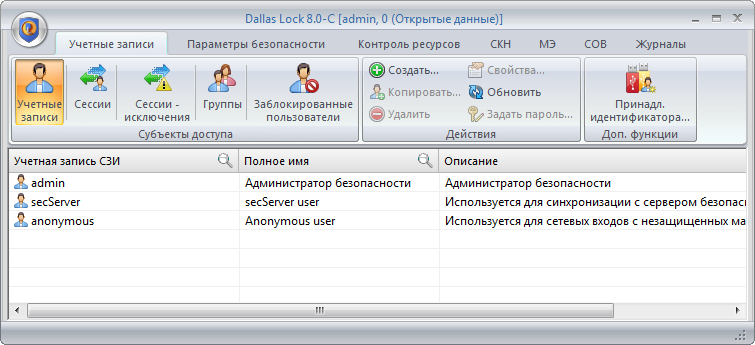 Dallas Lock 8.0-C [admin, 0 (Открытые данные)]
Учетные записи Параметры безопасности Контроль ресурсов СКН МЭ СОВ Журналы
Учетные записи
Сессии
Сессии - исключения
Группы
Заблокированные пользователи
Субъекты доступа
Создать...
Копировать...
Удалить
Свойства...
Обновить
Задать пароль...
Действия
Принадл. идентификатора...
Доп. функции
Учетная запись СЗИ Полное имя Описание
admin Администратор безопасности Администратор безопасности
secServer secServer user Используется для синхронизации с сервером безопас
anonymous Anonymous user Используется для сетевых входов с незащищенных ма